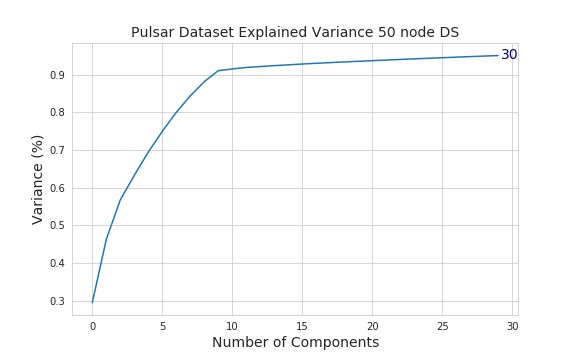 Pulsar Dataset Explained Variance 50 node DS
30
0.9
0.8
0.7
0.6
0.5
0.4
0.3
Variance (%)
0 5 10 15 20 25 30
Number of Components